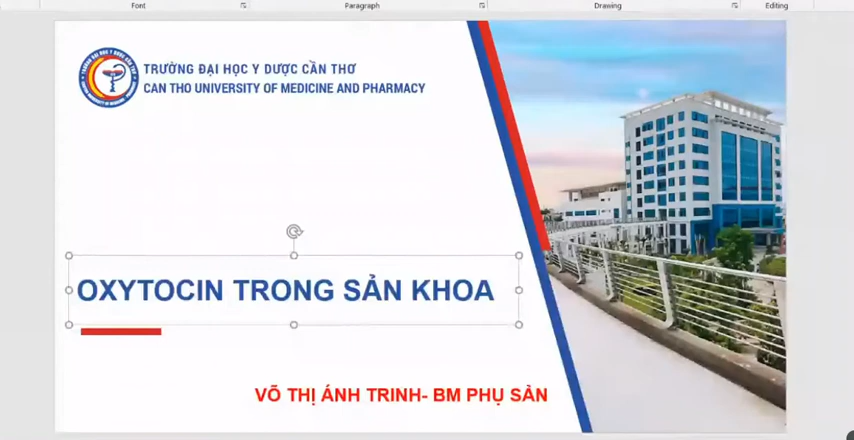 Font
Paragraph
Drawing
Editing
TRƯỜNG ĐẠI HỌC Y DƯỢC CẦN THƠ
CAN THO UNIVERSITY OF MEDICINE AND PHARMACY
OXYTOCIN TRONG SẢN KHOA
VÕ THỊ ÁNH TRINH- BM PHỤ SẢN